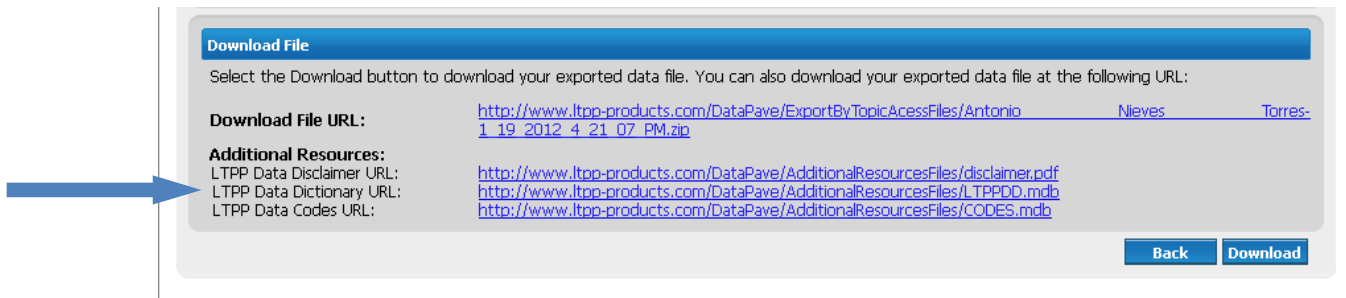 Download File
Select the Download button to download your exported data file. You can also download your exported data file at the following URL:
Download File URL: http://www.ltpp-products.com/DataPave/ExportByTopicAcessFiles/Antonio Nieves Torres-
1_19_2012_4_21_07_PM.zip
Additional Resources:
LTPP Data Disclaimer URL: http://www.ltpp-products.com/DataPave/AdditionalResourcesFiles/disclaimer.pdf
LTPP Data Dictionary URL: http://www.ltpp-products.com/DataPave/AdditionalResourcesFiles/LTPPDD.mdb
LTPP Data Codes URL: http://www.ltpp-products.com/DataPave/AdditionalResourcesFiles/CODES.mdb
Back Download